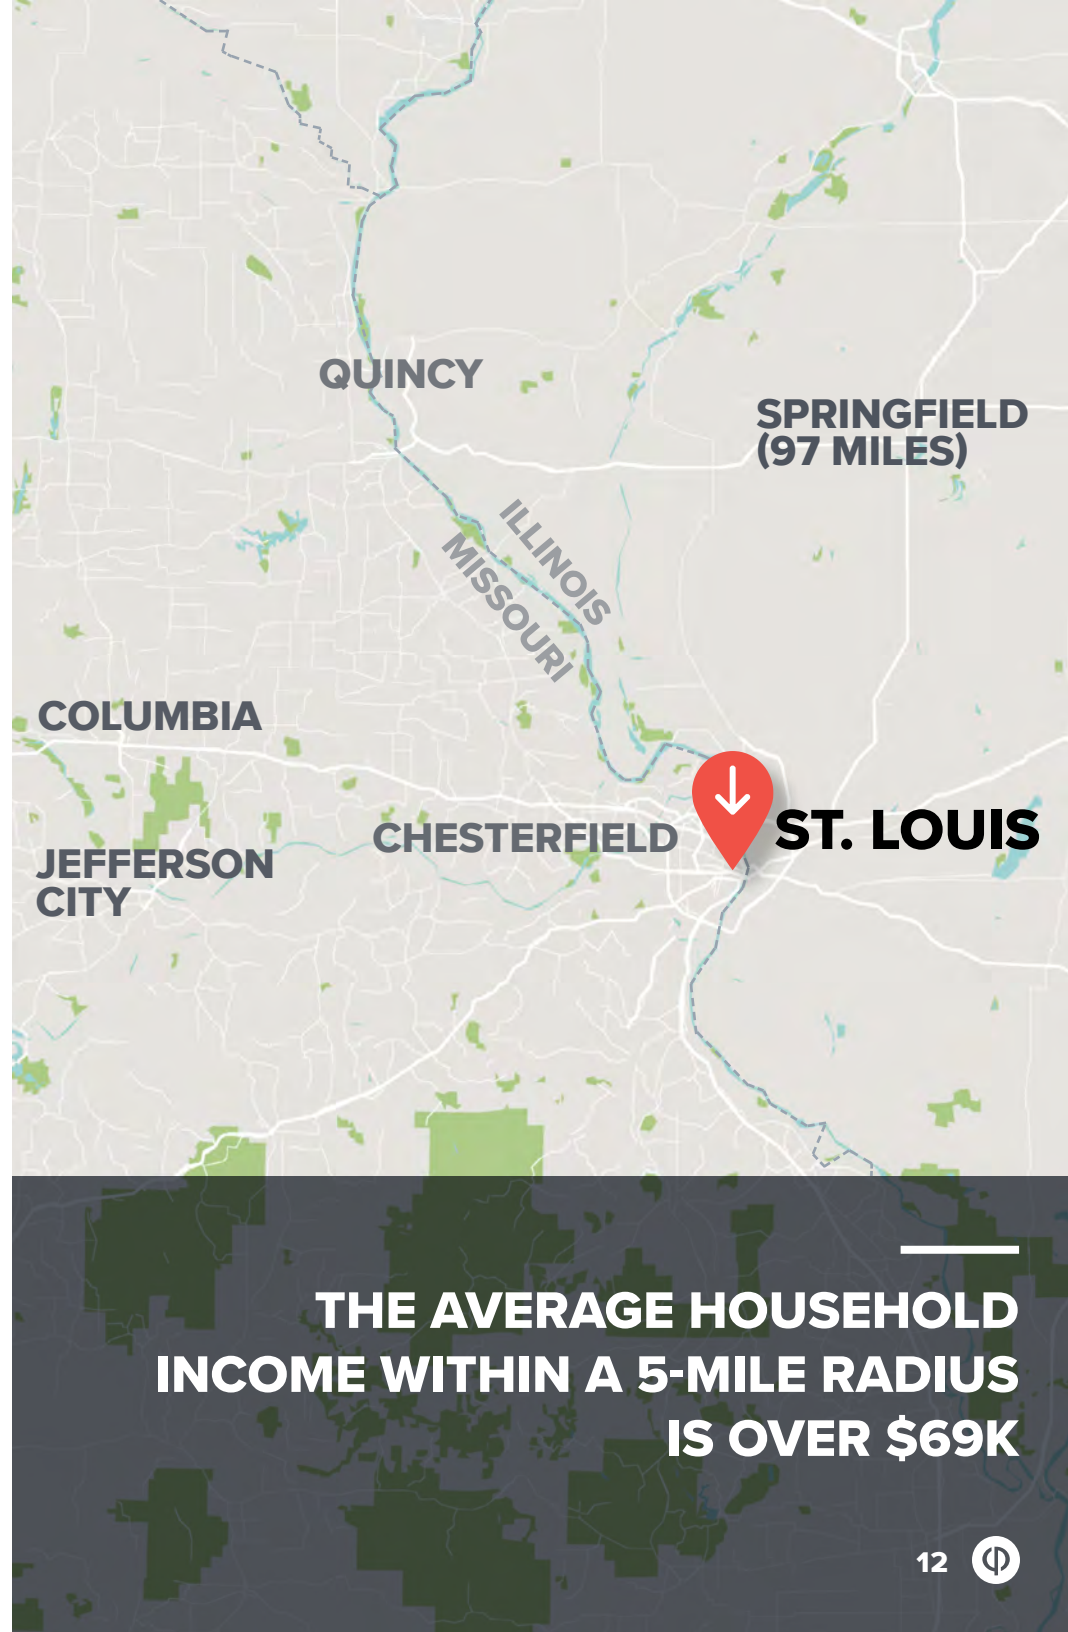 QUINCY
SPRINGFIELD
(97 MILES)
ILLINOIS
MISSOURI
COLUMBIA
CHESTERFIELD
ST. LOUIS
JEFFERSON
CITY
THE AVERAGE HOUSEHOLD
INCOME WITHIN A 5-MILE RADIUS
IS OVER $69K
12